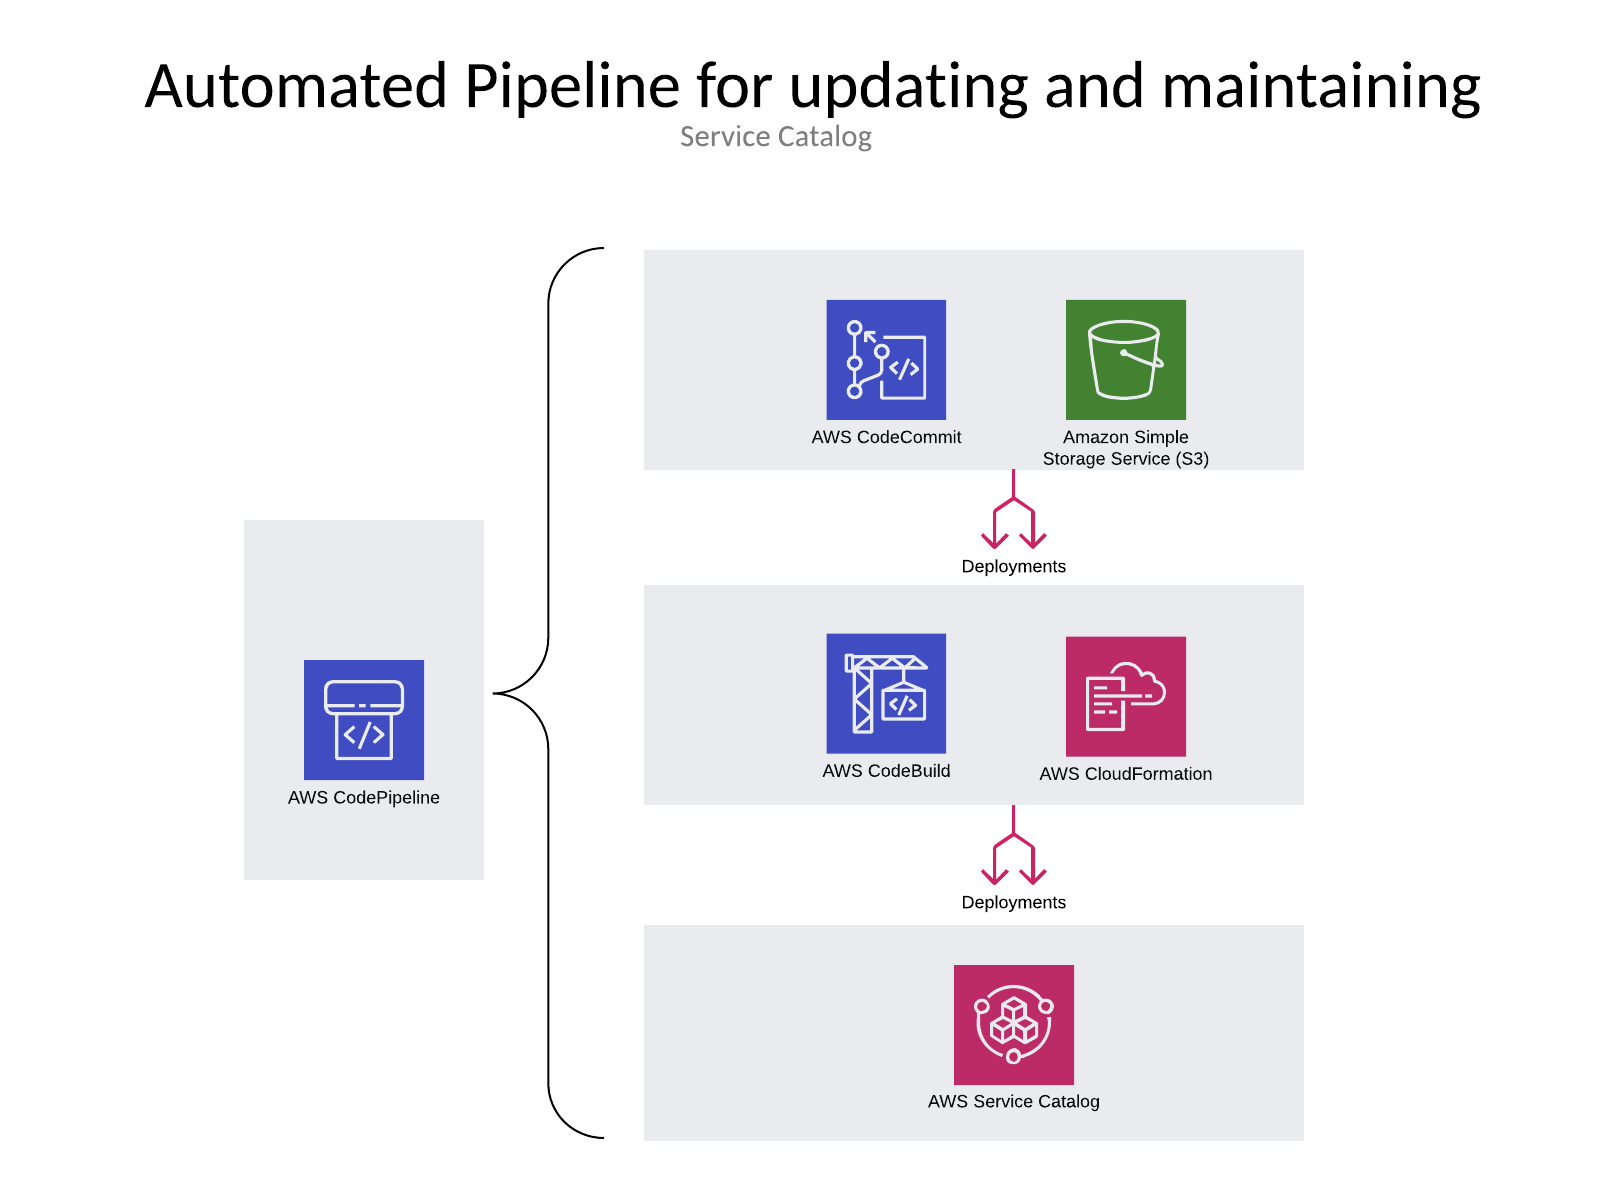 Automated Pipeline for updating and maintaining
Service Catalog
AWS CodeCommit
Amazon Simple
Storage Service (S3)
Deployments
AWS CodePipeline
AWS CodeBuild
AWS CloudFormation
Deployments
AWS Service Catalog